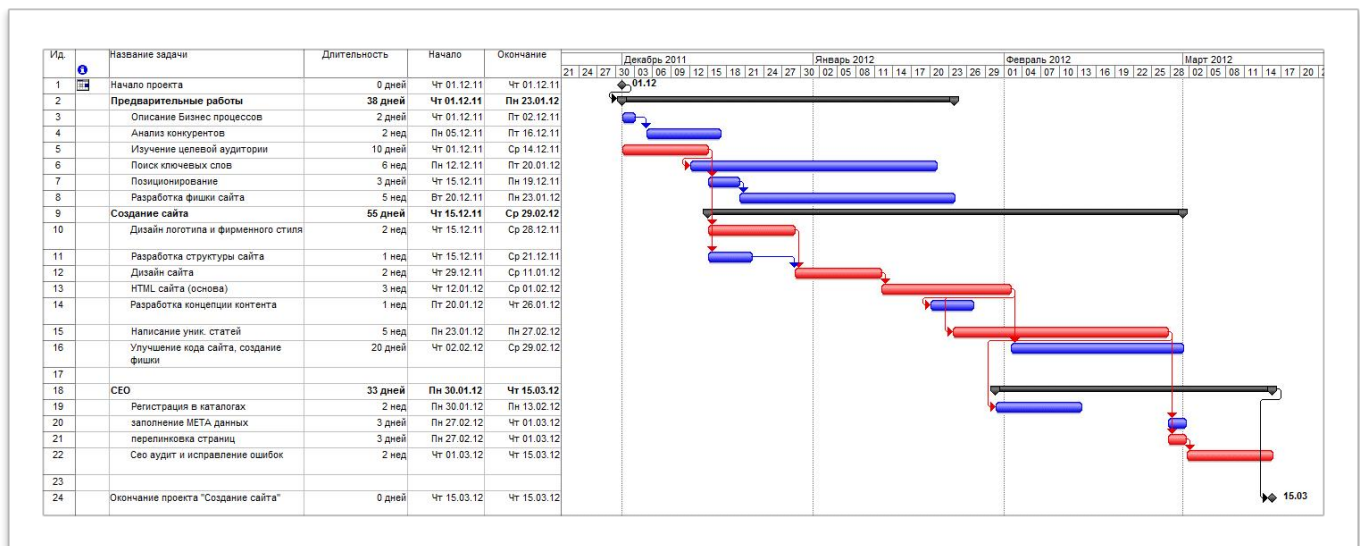 Ид. Название задачи Длительность Начало Окончание
Декабрь 2011 Январь 2012 Февраль 2012 Март 2012
21 24 27 30 03 06 09 12 15 18 21 24 27 30 02 05 08 11 14 17 20 23 26 29 01 04 07 10 13 16 19 22 25 28 02 05 08 11 14 17 20
1 Начало проекта 0 дней Чт 01.12.11 Чт 01.12.11 01.12
2 Предварительные работы 38 дней Чт 01.12.11 Пн 23.01.12
3 Описание Бизнес процессов 2 дней Чт 01.12.11 Пт 02.12.11
4 Анализ конкурентов 2 нед Пн 05.12.11 Пт 16.12.11
5 Изучение целевой аудитории 10 дней Чт 01.12.11 Ср 14.12.11
6 Поиск ключевых слов 6 нед Пн 12.12.11 Пт 20.01.12
7 Позиционирование 3 дней Чт 15.12.11 Пн 19.12.11
8 Разработка фишки сайта 5 нед Вт 20.12.11 Пн 23.01.12
9 Создание сайта 55 дней Чт 15.12.11 Ср 29.02.12
10 Дизайн логотипа и фирменного стиля 2 нед Чт 15.12.11 Ср 28.12.11
11 Разработка структуры сайта 1 нед Чт 15.12.11 Ср 21.12.11
12 Дизайн сайта 2 нед Чт 29.12.11 Ср 11.01.12
13 HTML сайта (основа) 3 нед Чт 12.01.12 Ср 01.02.12
14 Разработка концепции контента 1 нед Пт 20.01.12 Чт 26.01.12
15 Написание уник. статей 5 нед Пн 23.01.12 Пн 27.02.12
16 Улучшение кода сайта, создание 20 дней Чт 02.02.12 Ср 29.02.12
фишки
17
18 СЕО 33 дней Пн 30.01.12 Чт 15.03.12
19 Регистрация в каталогах 2 нед Пн 30.01.12 Пн 13.02.12
20 заполнение META данных 3 дней Пн 27.02.12 Чт 01.03.12
21 перелинковка страниц 3 дней Пн 27.02.12 Чт 01.03.12
22 Сео аудит и исправление ошибок 2 нед Чт 01.03.12 Чт 15.03.12
23
24 Окончание проекта "Создание сайта" 0 дней Чт 15.03.12 Чт 15.03.12 15.03